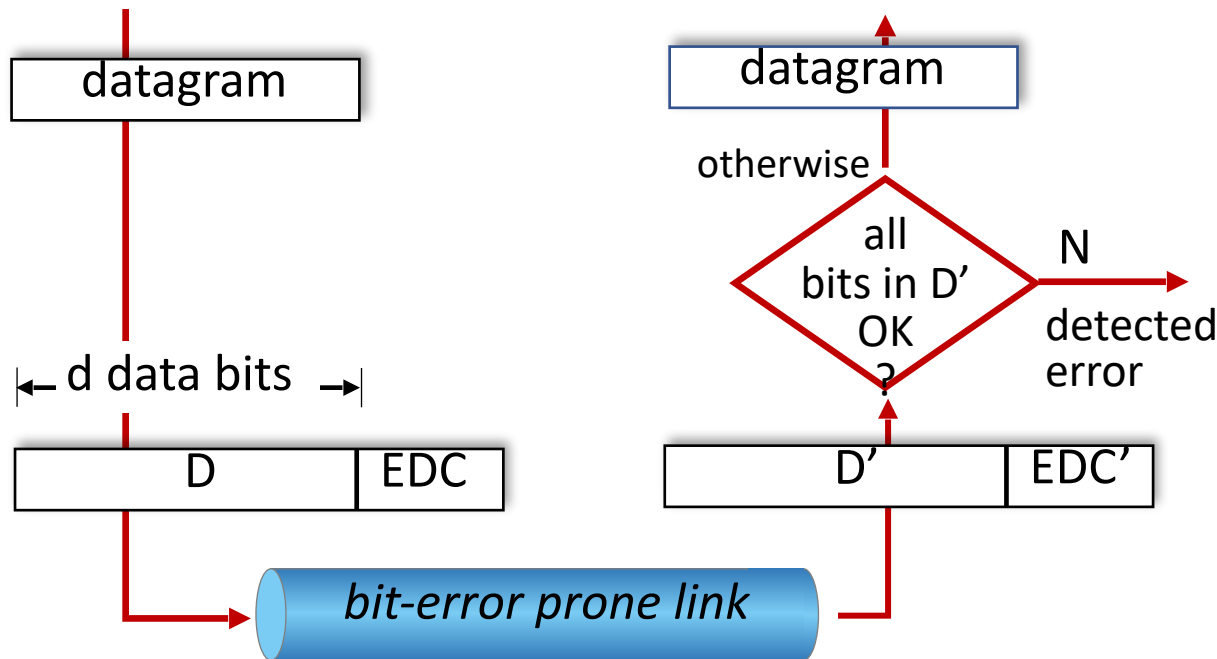 datagram
d data bits
D
EDC
bit-error prone link
datagram
otherwise
all
bits in D’
OK
?
N
detected
error
D’
EDC’